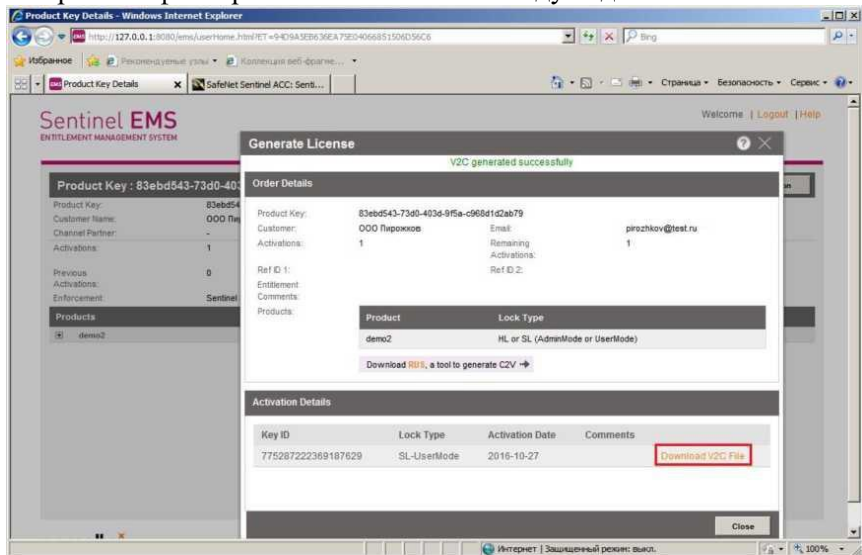 Product Key Details - Windows Internet Explorer
http://127.0.0.1:8080/ems/userHome.html?ET=94D9A5EB636EA75E04066851506D56C6
Bing
Избранное
Рекомендуемые узлы
Коллекция веб-фрагме...
Product Key Details
SafeNet Sentinel ACC: Senti...
Страница
Безопасность
Сервис
Sentinel EMS
ENTITLEMENT MANAGEMENT SYSTEM
Welcome | Logout | Help
Generate License
V2C generated successfully
Product Key : 83ebd543-73d0-403
Product Key: 83ebd54
Customer Name: ООО Пир
Channel Partner: -
Activations: 1
Previous Activations: 0
Enforcement: Sentinel
Products
demo2
Order Details
Product Key: 83ebd543-73d0-403d-9f5a-c968d1d2ab79
Customer: ООО Пирожков Email: pirozhkov@test.ru
Activations: 1 Remaining Activations: 1
Ref ID 1: Ref ID 2:
Entitlement Comments:
Products:
Product Lock Type
demo2 HL or SL (AdminMode or UserMode)
Download RUS, a tool to generate C2V
Activation Details
Key ID Lock Type Activation Date Comments
775287222369187629 SL-UserMode 2016-10-27 Download V2C File
Close
Интернет | Защищенный режим: выкл.
100%